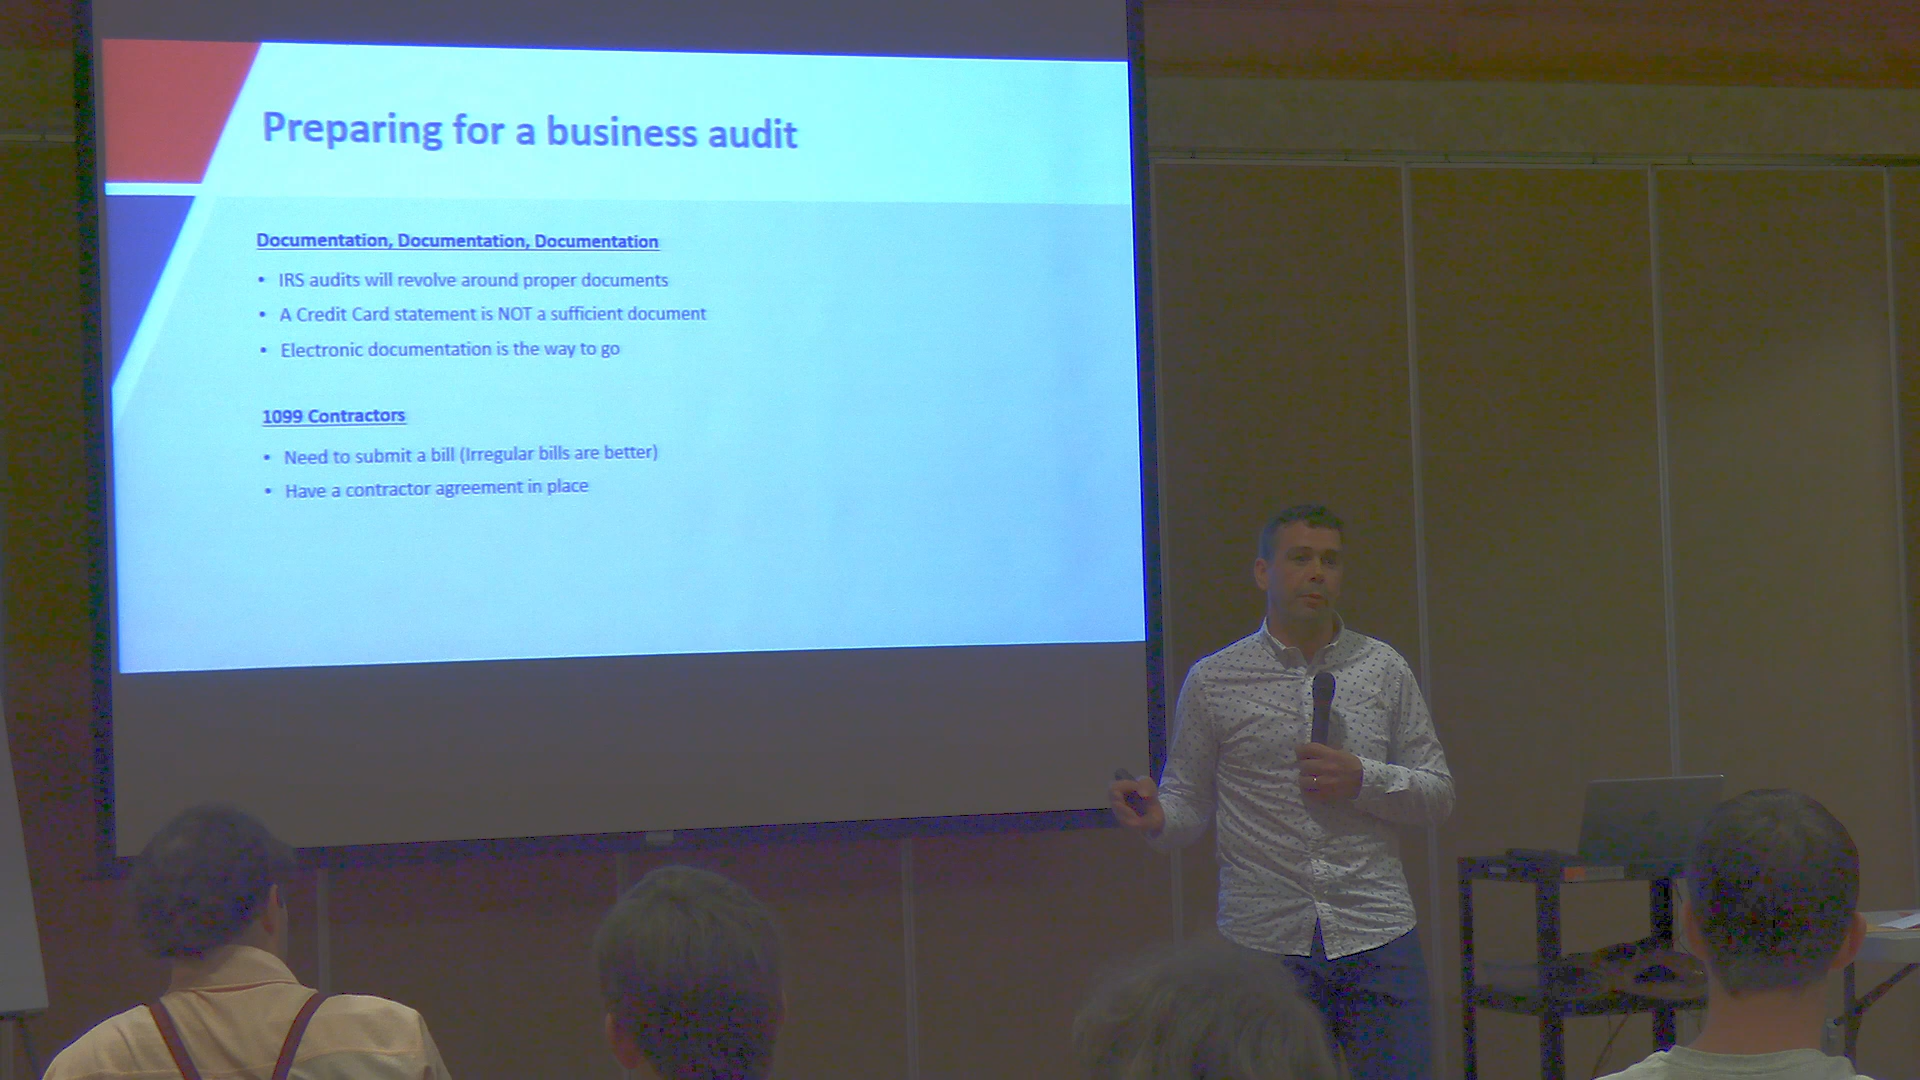 Preparing for a business audit
Documentation, Documentation, Documentation
• IRS audits will revolve around proper documents
• A Credit Card statement is NOT a sufficient document
• Electronic documentation is the way to go
1099 Contractors
• Need to submit a bill (Irregular bills are better)
• Have a contractor agreement in place